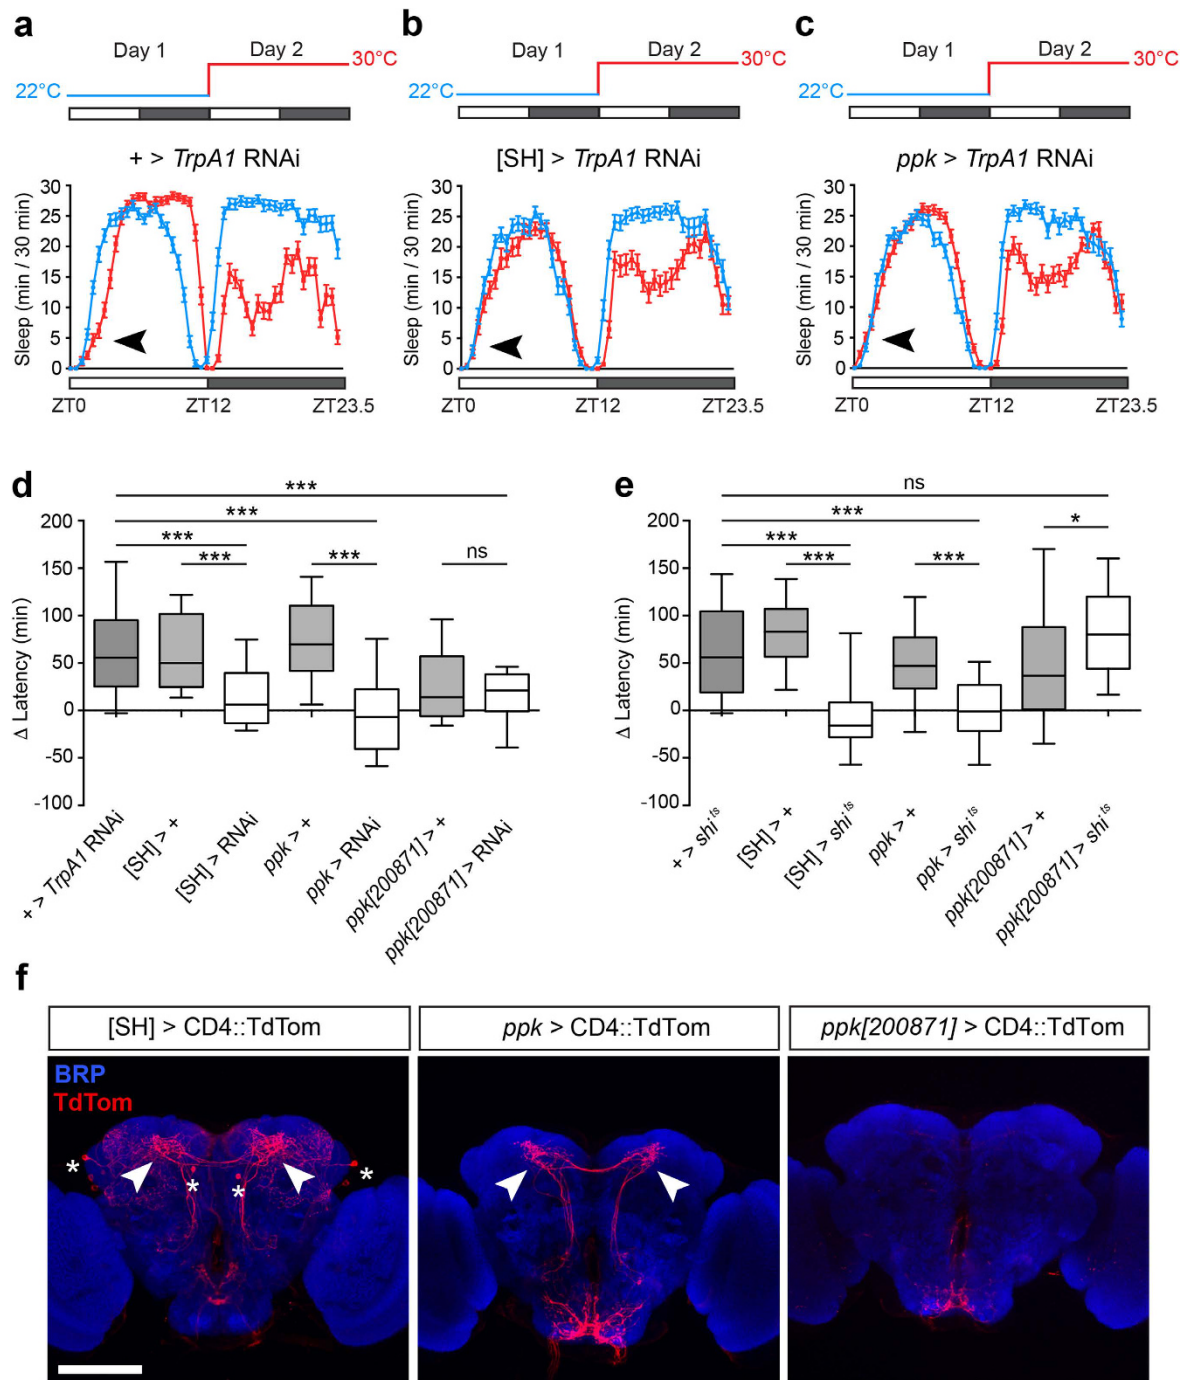 a
Day 1
Day 2
22°C
30°C
+ > TrpA1 RNAi
Sleep (min / 30 min)
30
25
20
15
10
5
0
ZT0
ZT12
ZT23.5
b
Day 1
Day 2
22°C
30°C
[SH] > TrpA1 RNAi
Sleep (min / 30 min)
30
25
20
15
10
5
0
ZT0
ZT12
ZT23.5
c
Day 1
Day 2
22°C
30°C
ppk > TrpA1 RNAi
Sleep (min / 30 min)
30
25
20
15
10
5
0
ZT0
ZT12
ZT23.5
d
***
***
***
***
***
ns
Δ Latency (min)
200
150
100
50
0
-50
-100
+ > TrpA1 RNAi
[SH] > +
[SH] > RNAi
ppk > +
ppk > RNAi
ppk[200871] > +
ppk[200871] > RNAi
e
ns
***
*
***
***
***
Δ Latency (min)
200
150
100
50
0
-50
-100
+ > shi ts
[SH] > +
[SH] > shi ts
ppk > +
ppk > shi ts
ppk[200871] > +
ppk[200871] > shi ts
f
[SH] > CD4::TdTom
ppk > CD4::TdTom
ppk[200871] > CD4::TdTom
BRP
TdTom
*
*
*
*